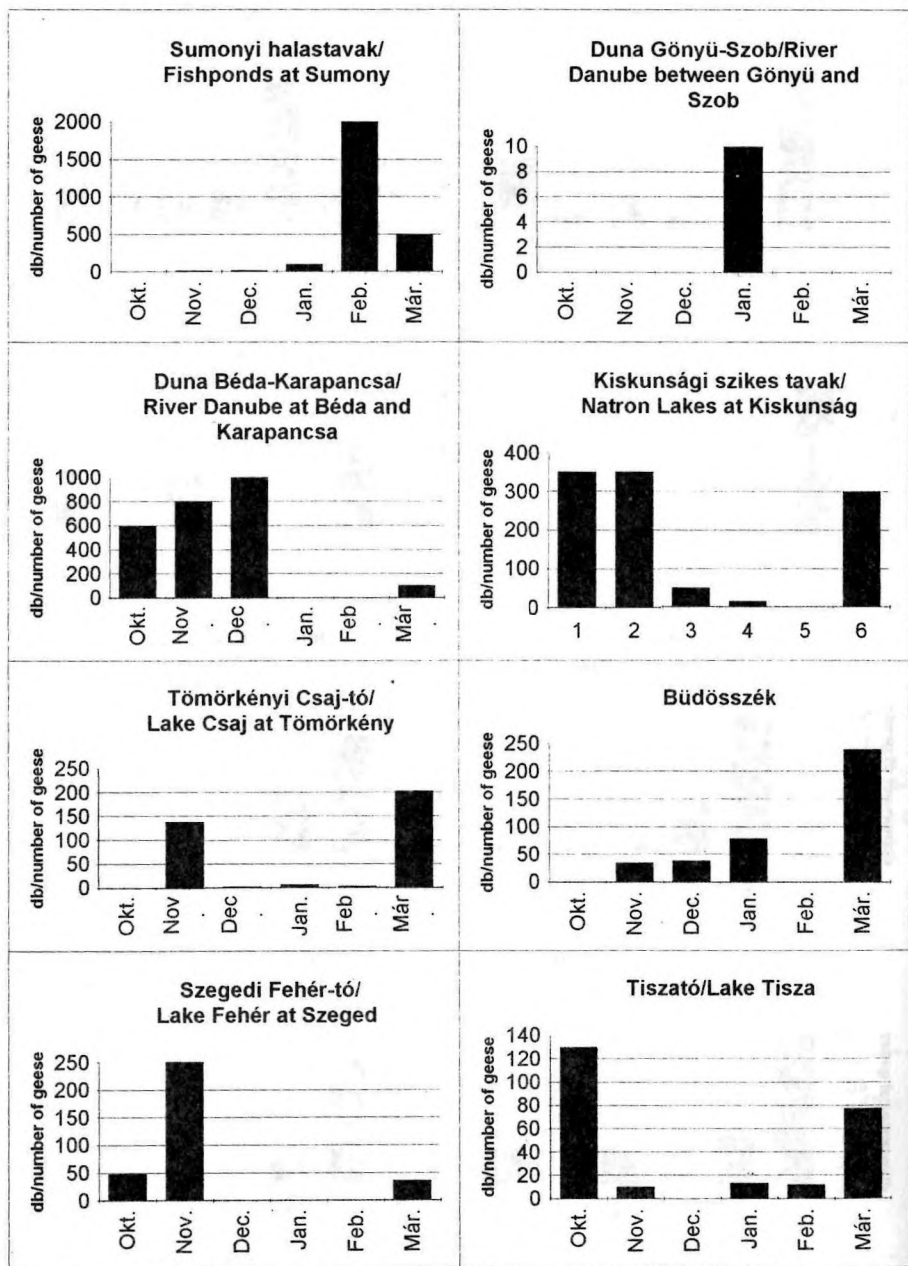 Sumonyi halastavak/
Fishponds at Sumony
db/number of geese
2000
1500
1000
500
0
Okt.
Nov.
Dec.
Jan.
Feb.
Már.
Duna Gönyü-Szob/River
Danube between Gönyü and
Szob
db/number of geese
10
8
6
4
2
0
Okt.
Nov.
Dec.
Jan.
Feb.
Már.
Duna Béda-Karapancsa/
River Danube at Béda and
Karapancsa
db/number of geese
1000
800
600
400
200
0
Okt.
Nov
Dec
Jan.
Feb
Már
Kiskunsági szikes tavak/
Natron Lakes at Kiskunság
db/number of geese
400
300
200
100
0
1 2 3 4 5 6
Tömörkényi Csaj-tó/
Lake Csaj at Tömörkény
db/number of geese
250
200
150
100
50
0
Okt.
Nov
Dec
Jan.
Feb
Már
Büdösszék
db/number of geese
250
200
150
100
50
0
Okt.
Nov.
Dec.
Jan.
Feb.
Már.
Szegedi Fehér-tó/
Lake Fehér at Szeged
db/number of geese
250
200
150
100
50
0
Okt.
Nov.
Dec.
Jan.
Feb.
Már.
Tiszató/Lake Tisza
db/number of geese
140
120
100
80
60
40
20
0
Okt.
Nov.
Dec.
Jan.
Feb.
Már.